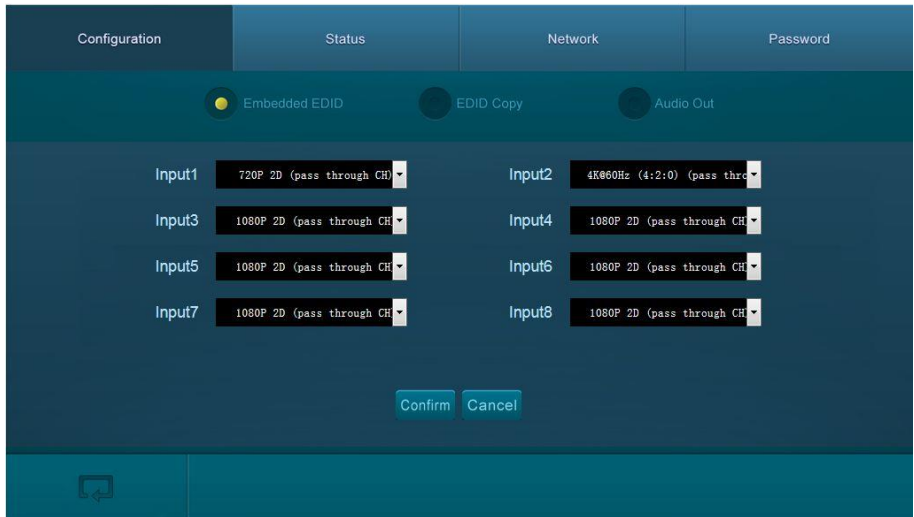 Configuration Status Network Password
Embedded EDID EDID Copy Audio Out
Input1 720P 2D (pass through CH) Input2 4K@60Hz (4:2:0) (pass thro
Input3 1080P 2D (pass through CH Input4 1080P 2D (pass through CH
Input5 1080P 2D (pass through CH Input6 1080P 2D (pass through CH
Input7 1080P 2D (pass through CH Input8 1080P 2D (pass through CH
Confirm Cancel